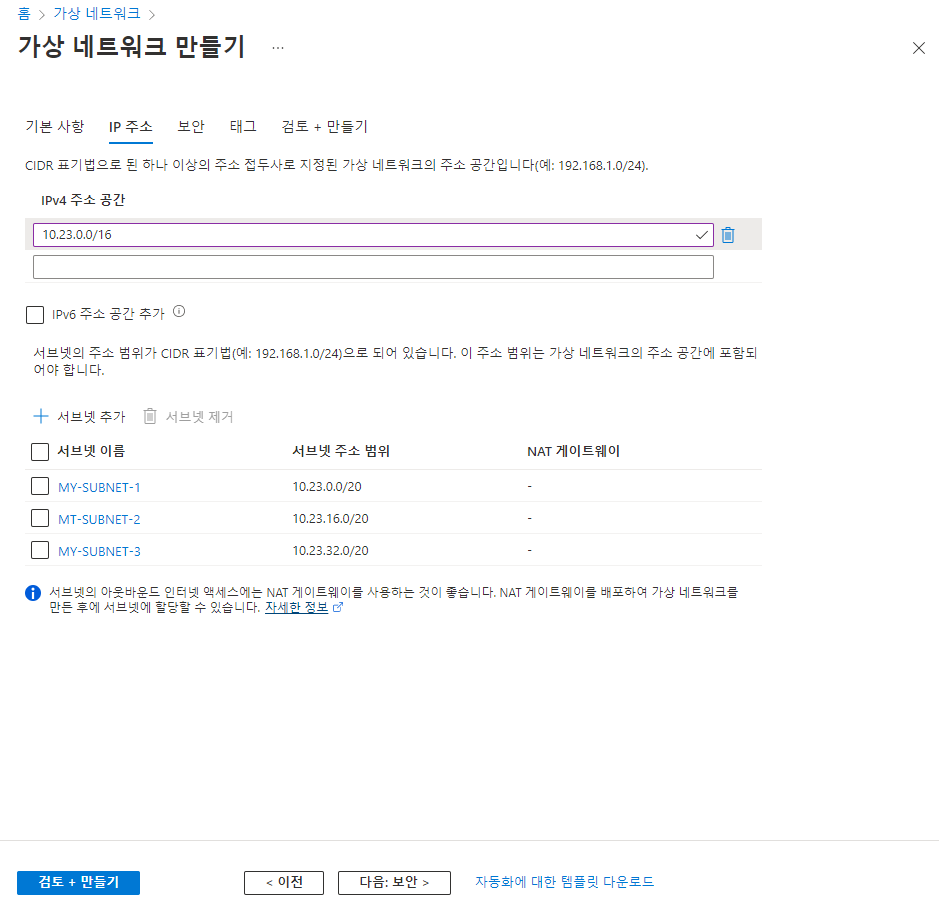 홈 > 가상 네트워크 >
가상 네트워크 만들기 ...
기본 사항 IP 주소 보안 태그 검토 + 만들기
CIDR 표기법으로 된 하나 이상의 주소 접두사로 지정된 가상 네트워크의 주소 공간입니다(예: 192.168.1.0/24).
IPv4 주소 공간
10.23.0.0/16
IPv6 주소 공간 추가
서브넷의 주소 범위가 CIDR 표기법(예: 192.168.1.0/24)으로 되어 있습니다. 이 주소 범위는 가상 네트워크의 주소 공간에 포함되
어야 합니다.
+ 서브넷 추가 서브넷 제거
서브넷 이름 서브넷 주소 범위 NAT 게이트웨이
MY-SUBNET-1 10.23.0.0/20 -
MT-SUBNET-2 10.23.16.0/20 -
MY-SUBNET-3 10.23.32.0/20 -
서브넷의 아웃바운드 인터넷 액세스에는 NAT 게이트웨이를 사용하는 것이 좋습니다. NAT 게이트웨이를 배포하여 가상 네트워크를
만든 후에 서브넷에 할당할 수 있습니다. 자세한 정보
검토 + 만들기 < 이전 다음: 보안 > 자동화에 대한 템플릿 다운로드